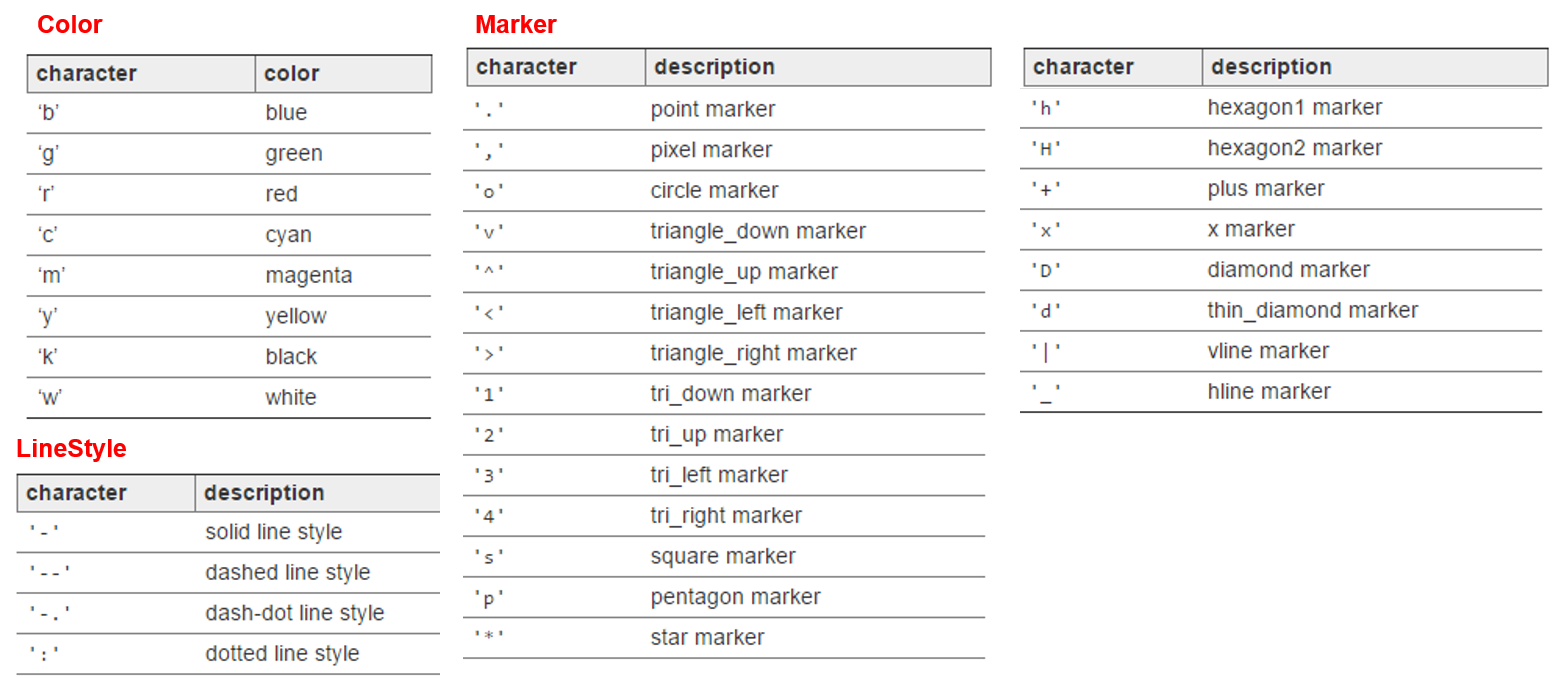 Color
character color
‘b’ blue
‘g’ green
‘r’ red
‘c’ cyan
‘m’ magenta
‘y’ yellow
‘k’ black
‘w’ white
LineStyle
character description
'-' solid line style
'--' dashed line style
'-.' dash-dot line style
':' dotted line style
Marker
character description
'.' point marker
',' pixel marker
'o' circle marker
'v' triangle_down marker
'^' triangle_up marker
'<' triangle_left marker
'>' triangle_right marker
'1' tri_down marker
'2' tri_up marker
'3' tri_left marker
'4' tri_right marker
's' square marker
'p' pentagon marker
'*' star marker
character description
'h' hexagon1 marker
'H' hexagon2 marker
'+' plus marker
'x' x marker
'D' diamond marker
'd' thin_diamond marker
'|' vline marker
'_' hline marker